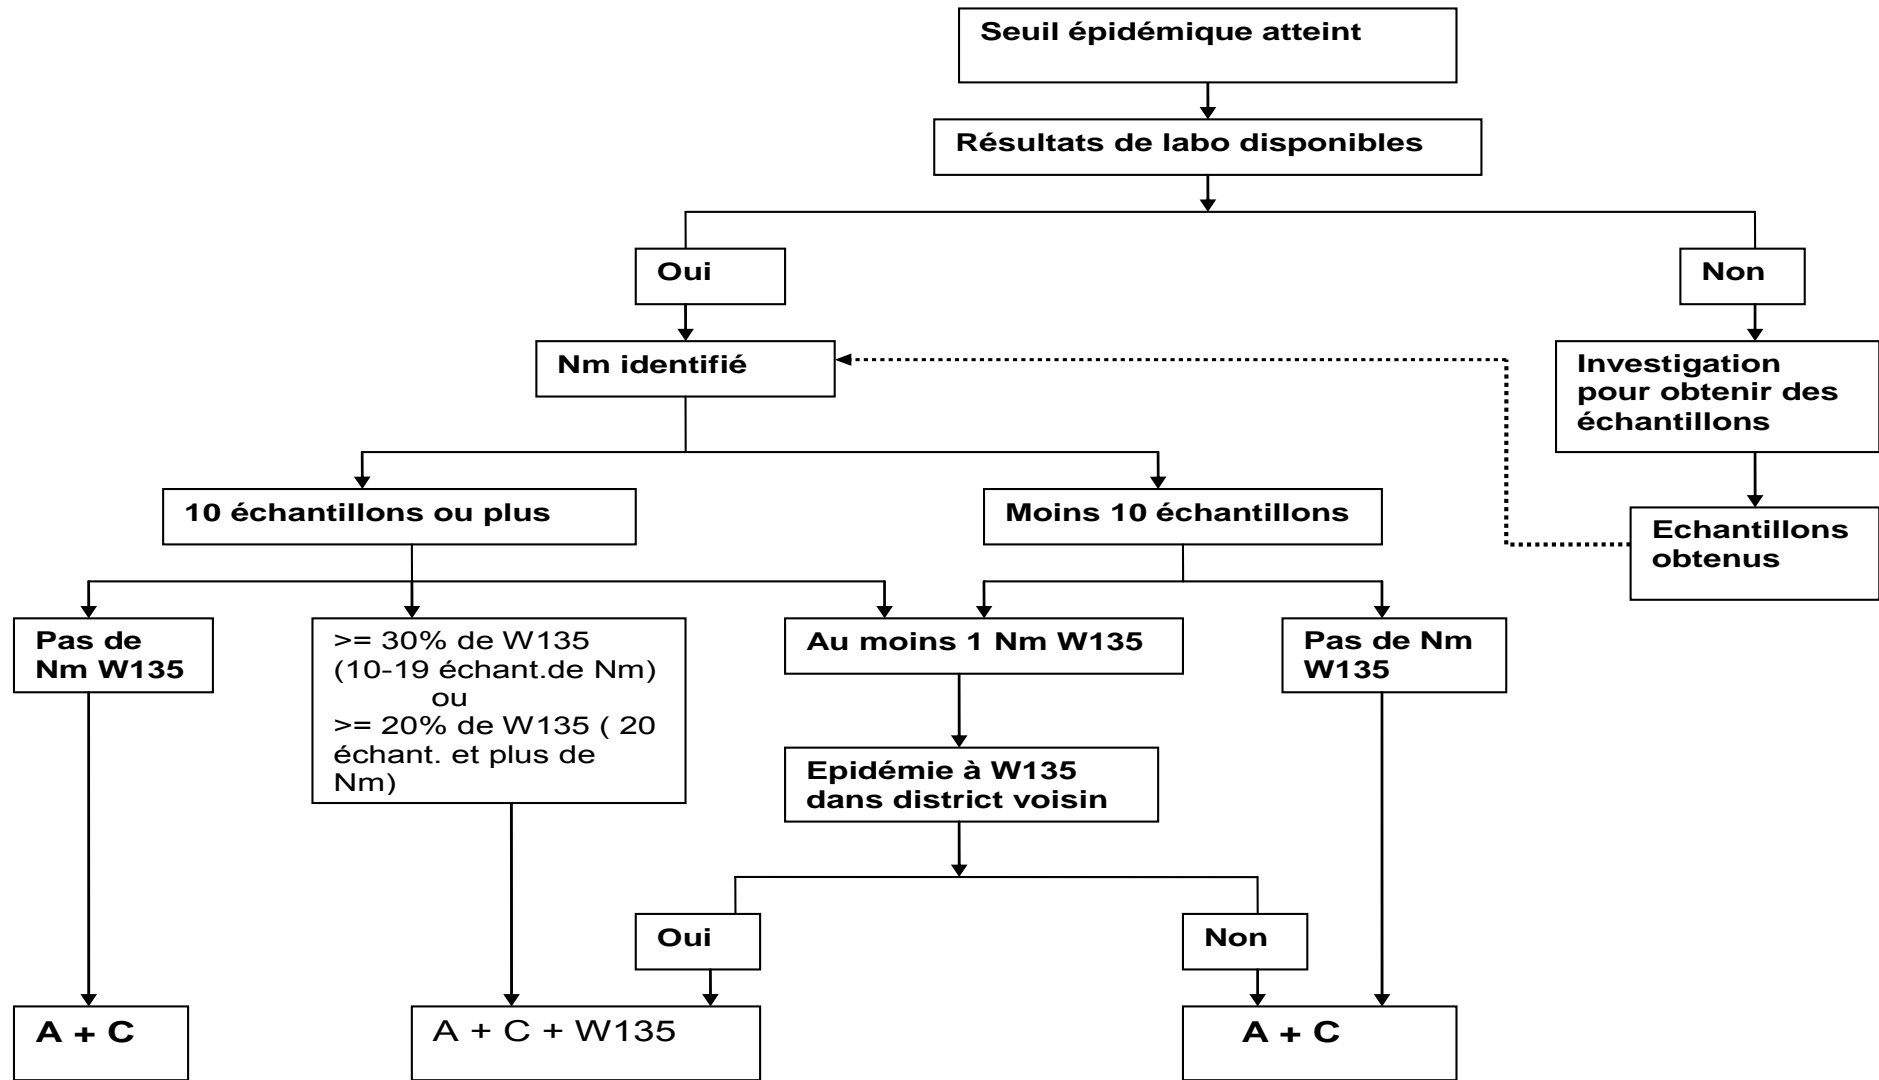 Seuil épidémique atteint
Résultats de labo disponibles
Oui
Non
Nm identifié
Investigation
pour obtenir des
échantillons
10 échantillons ou plus
Moins 10 échantillons
Echantillons
obtenus
Pas de
Nm W135
>= 30% de W135
(10-19 échant.de Nm)
ou
>= 20% de W135 ( 20
échant. et plus de
Nm)
Au moins 1 Nm W135
Pas de Nm
W135
Epidémie à W135
dans district voisin
Oui
Non
A + C
A + C + W135
A + C